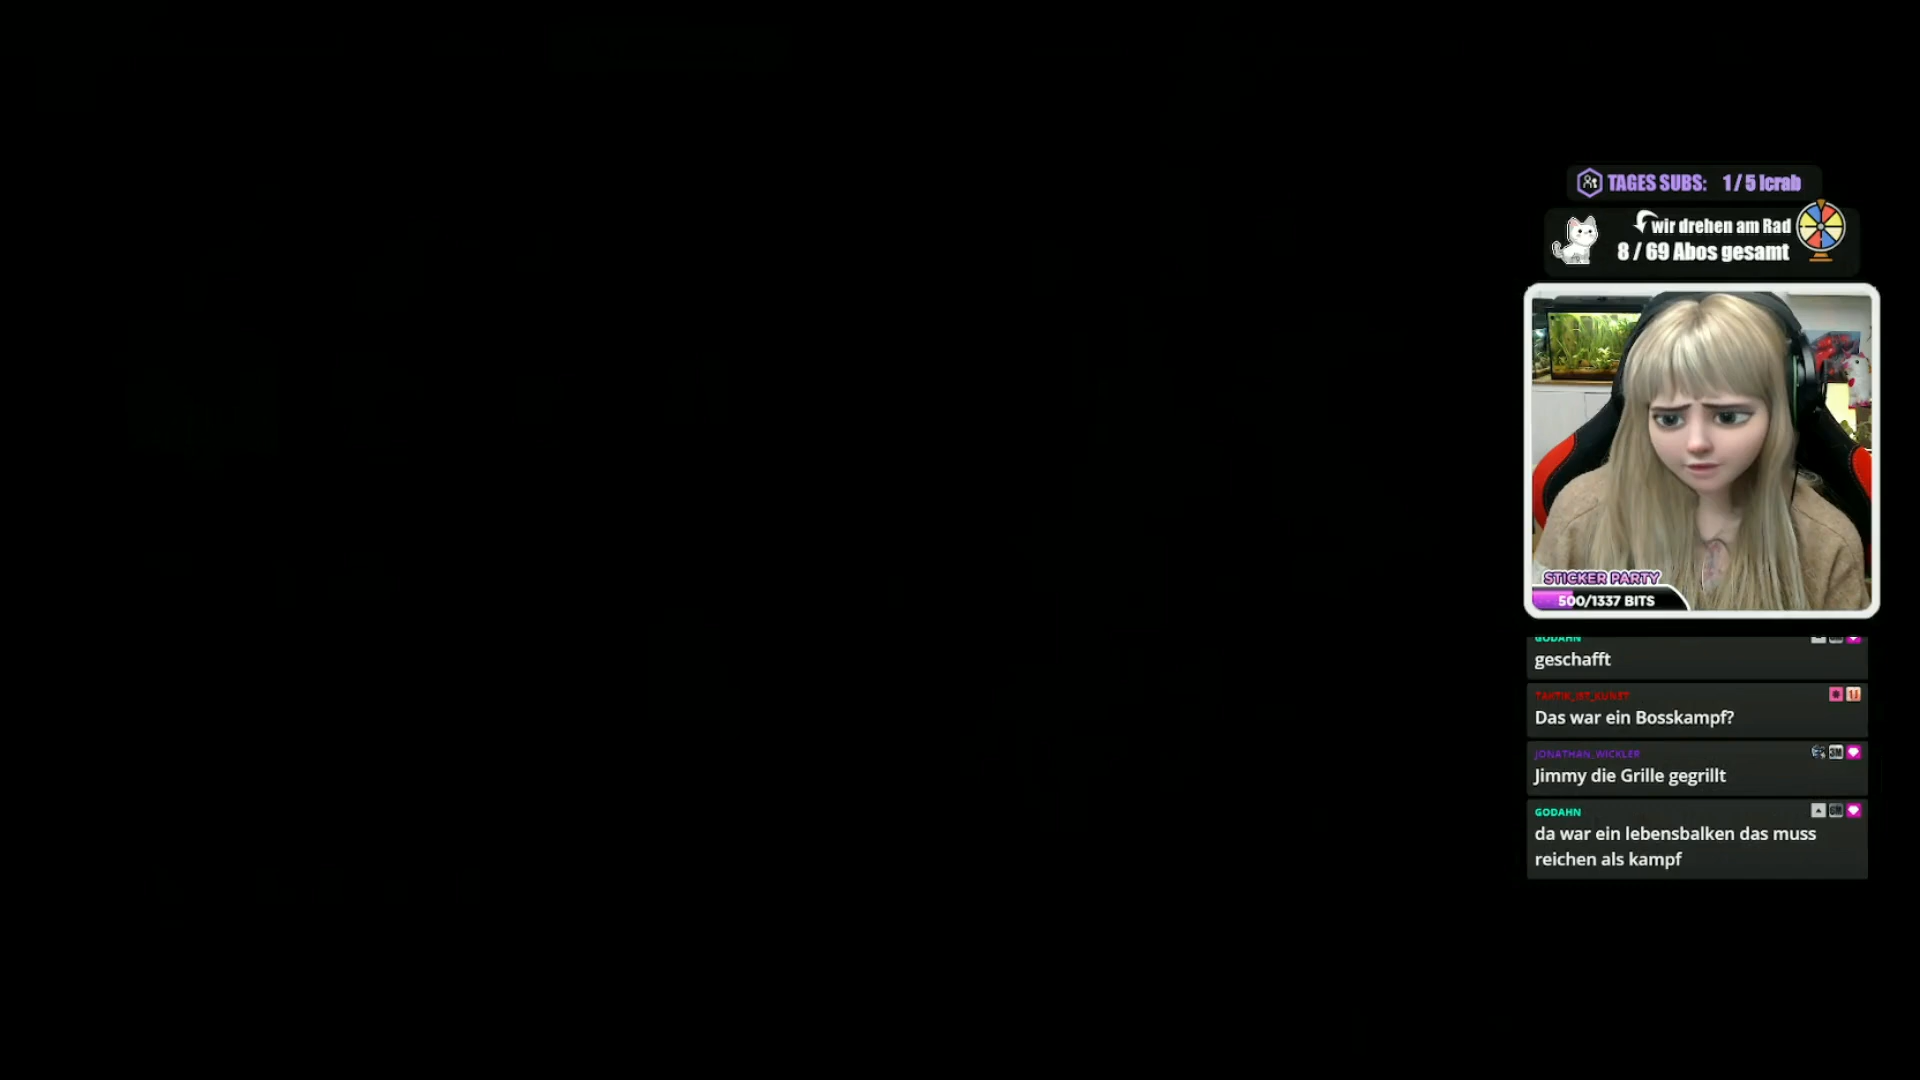 TAGES SUBS: 1 / 5 lcrab
wir drehen am Rad
8 / 69 Abos gesamt
STICKER PARTY
500/1337 BITS
GODAHN
geschafft
TAKTIK_IST_KUNST
Das war ein Bosskampf?
JONATHAN_WICKLER
Jimmy die Grille gegrillt
GODAHN
da war ein lebensbalken das muss
reichen als kampf